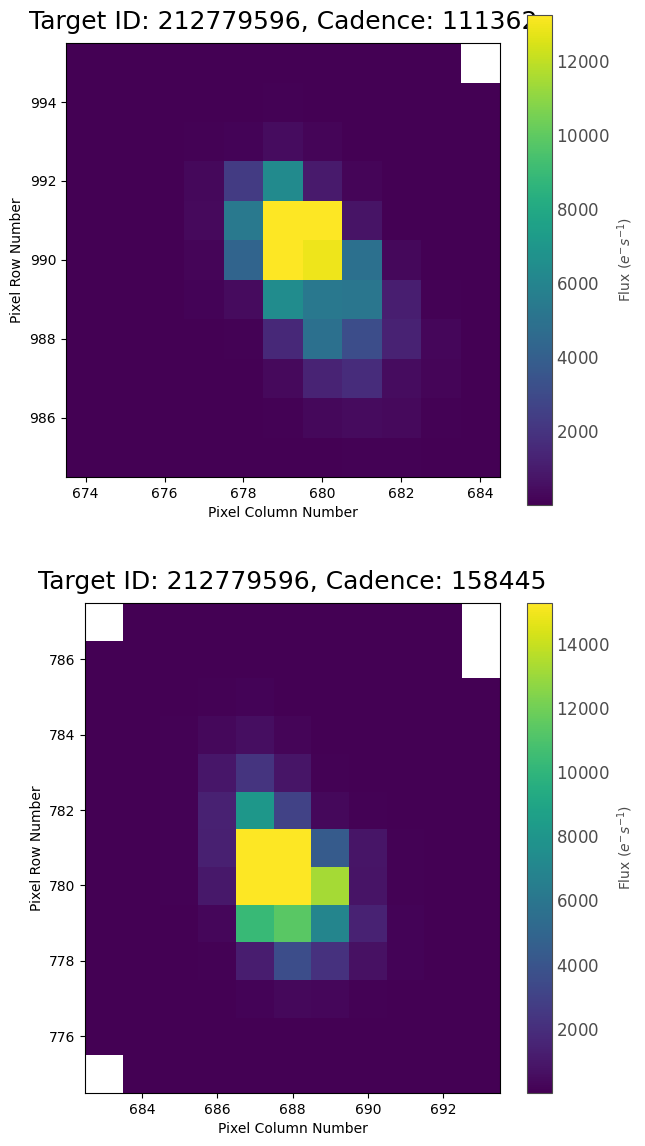 Target ID: 212779596, Cadence: 111362
12000
994
10000
992
8000
990
Pixel Row Number
Flux (e⁻s⁻¹)
6000
988
4000
986
2000
674 676 678 680 682 684
Pixel Column Number
Target ID: 212779596, Cadence: 158445
786
14000
784
12000
10000
782
8000
780
Pixel Row Number
Flux (e⁻s⁻¹)
6000
778
4000
776
2000
684 686 688 690 692
Pixel Column Number